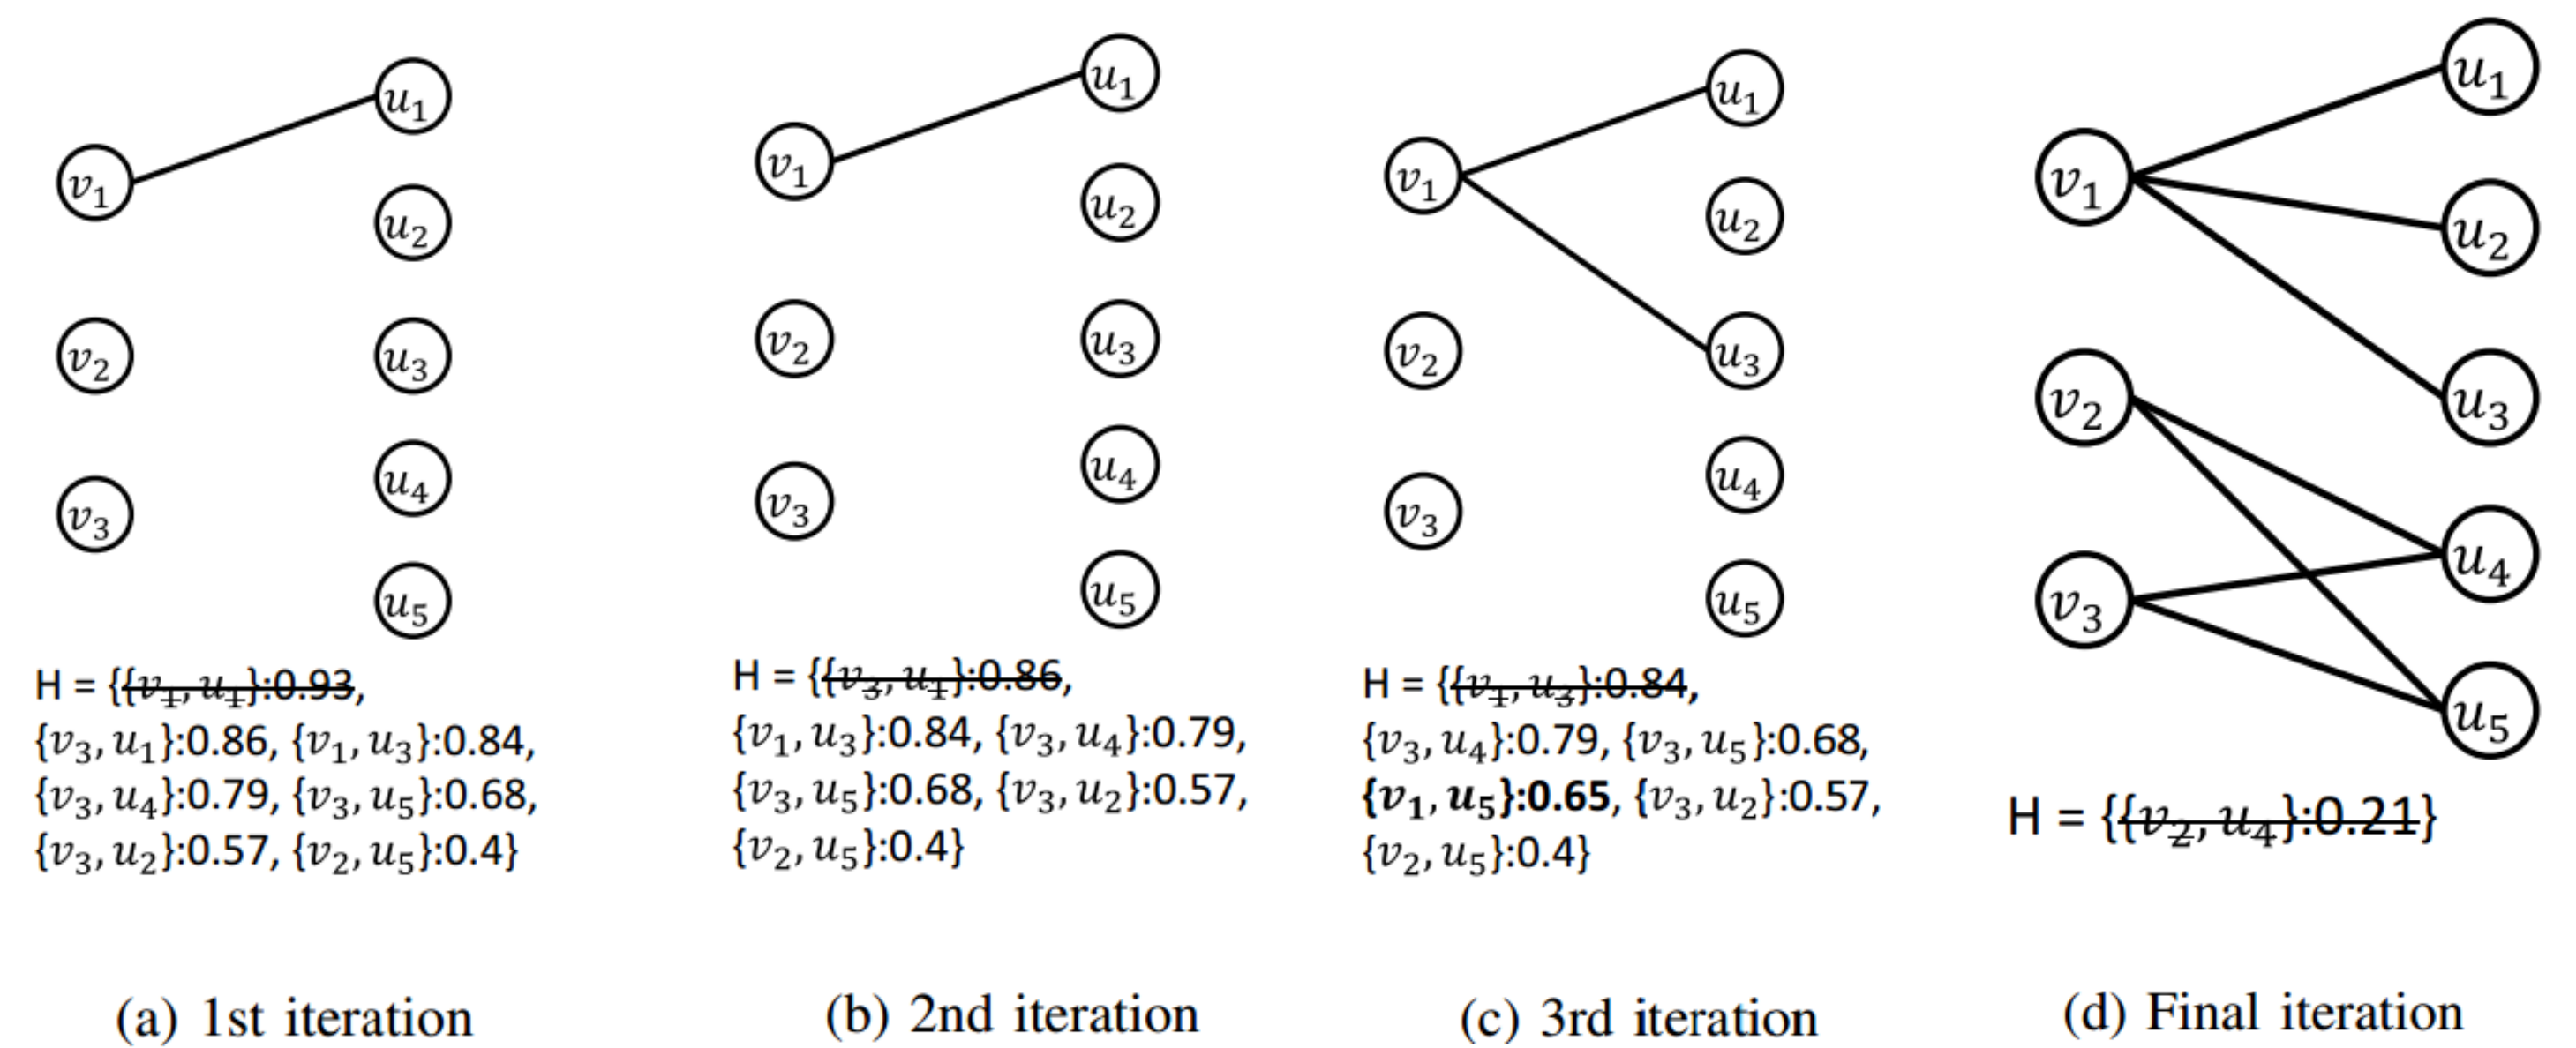 v₁
u₁
u₂
v₂
u₃
v₃
u₄
u₅
H = {{v₁, u₁}:0.93,
{v₃, u₁}:0.86, {v₁, u₃}:0.84,
{v₃, u₄}:0.79, {v₃, u₅}:0.68,
{v₃, u₂}:0.57, {v₂, u₅}:0.4}
(a) 1st iteration
v₁
u₁
u₂
v₂
u₃
v₃
u₄
u₅
H = {{v₃, u₁}:0.86,
{v₁, u₃}:0.84, {v₃, u₄}:0.79,
{v₃, u₅}:0.68, {v₃, u₂}:0.57,
{v₂, u₅}:0.4}
(b) 2nd iteration
v₁
u₁
u₂
v₂
u₃
v₃
u₄
u₅
H = {{v₁, u₃}:0.84,
{v₃, u₄}:0.79, {v₃, u₅}:0.68,
{v₁, u₅}:0.65, {v₃, u₂}:0.57,
{v₂, u₅}:0.4}
(c) 3rd iteration
v₁
u₁
u₂
v₂
u₃
v₃
u₄
u₅
H = {{v₂, u₄}:0.21}
(d) Final iteration